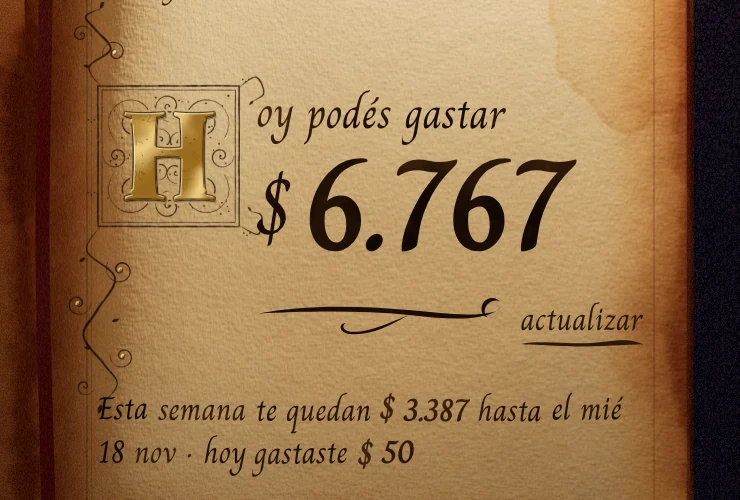 Hoy podés gastar
$ 6.767
actualizar
Esta semana te quedan $ 3.387 hasta el mié
18 nov · hoy gastaste $ 50